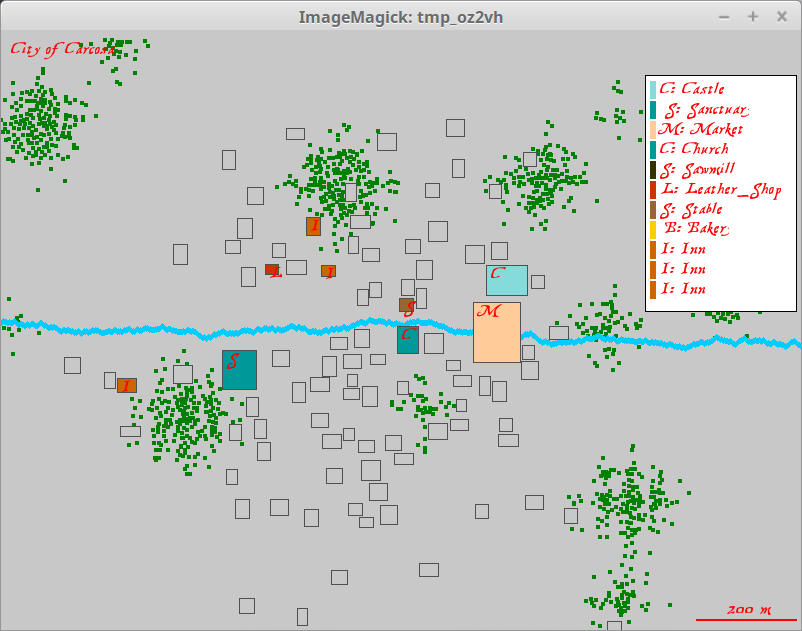 ImageMagick: tmp_oz2vh
City of Carcosa
C: Castle
S: Sanctuary
M: Market
C: Church
S: Sawmill
L: Leather_Shop
S: Stable
B: Baker
I: Inn
I: Inn
I: Inn
I
L
I
C
S
M
C
S
I
200 m